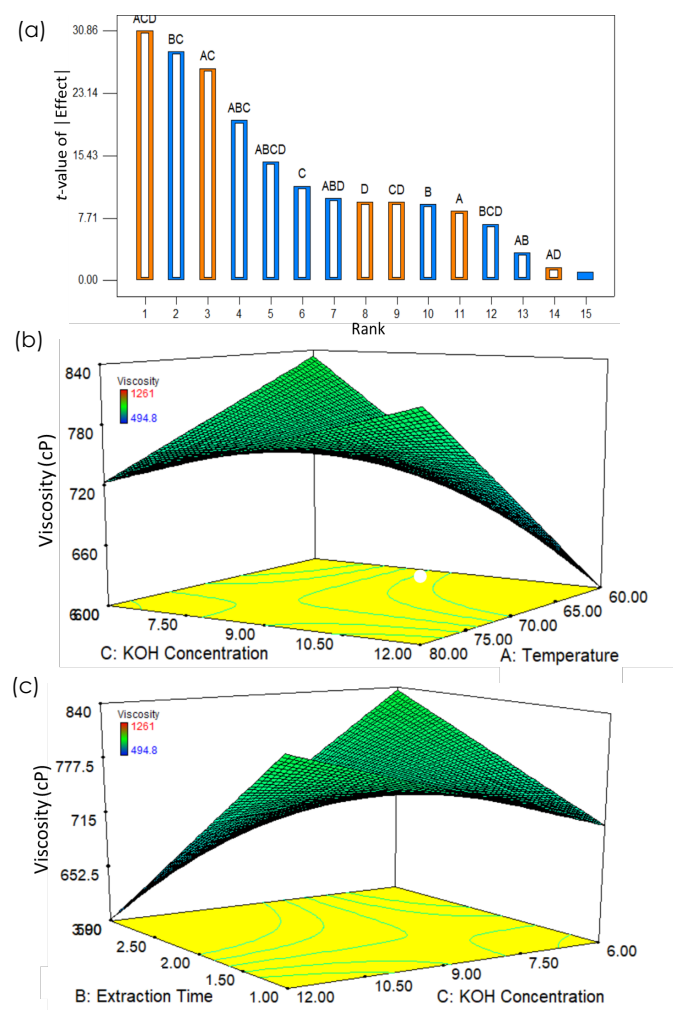 (a)
ACD
30.86
BC
AC
23.14
ABC
15.43
ABCD
C
ABD
D
CD
B
A
7.71
BCD
AB
AD
0.00
t-value of |Effect|
1 2 3 4 5 6 7 8 9 10 11 12 13 14 15
Rank
(b)
840
Viscosity
1261
494.8
780
720
660
Viscosity (cP)
7.50
9.00
10.50
12.00
C: KOH Concentration
60.00
65.00
70.00
75.00
80.00
A: Temperature
(c)
840
Viscosity
1261
494.8
777.5
715
652.5
Viscosity (cP)
2.50
2.00
1.50
1.00
B: Extraction Time
6.00
7.50
9.00
10.50
12.00
C: KOH Concentration